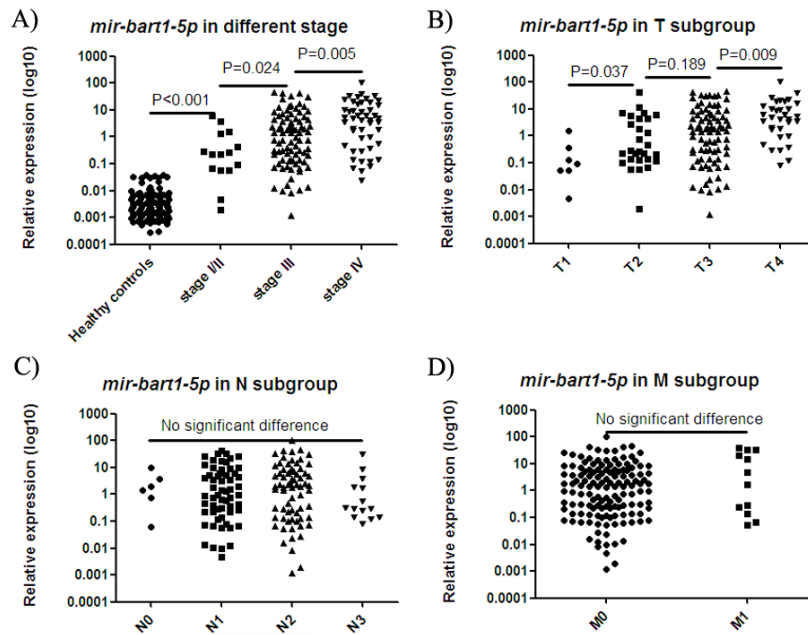 A)
mir-bart1-5p in different stage
Relative expression (log10)
1000
100
10
1
0.1
0.01
0.001
0.0001
P<0.001
P=0.024
P=0.005
Healthy controls
stage I/II
stage III
stage IV
B)
mir-bart1-5p in T subgroup
Relative expression (log10)
1000
100
10
1
0.1
0.01
0.001
0.0001
P=0.037
P=0.189
P=0.009
T1
T2
T3
T4
C)
mir-bart1-5p in N subgroup
Relative expression (log10)
1000
100
10
1
0.1
0.01
0.001
0.0001
No significant difference
N0
N1
N2
N3
D)
mir-bart1-5p in M subgroup
Relative expression (log10)
1000
100
10
1
0.1
0.01
0.001
0.0001
No significant difference
M0
M1